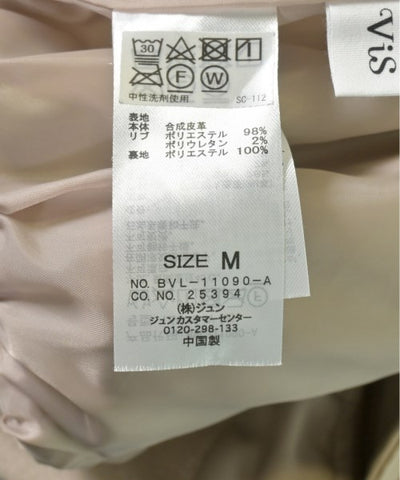 ViS
30
F
W
中性洗剤使用 SC-112
表地
本体 合成皮革
リブ ポリエステル 98%
ポリウレタン 2%
裏地 ポリエステル 100%
SIZE M
NO. BVL-11090-A
CO. NO. 25394
(株)ジュン
ジュンカスタマーセンター
0120-298-133
中国製